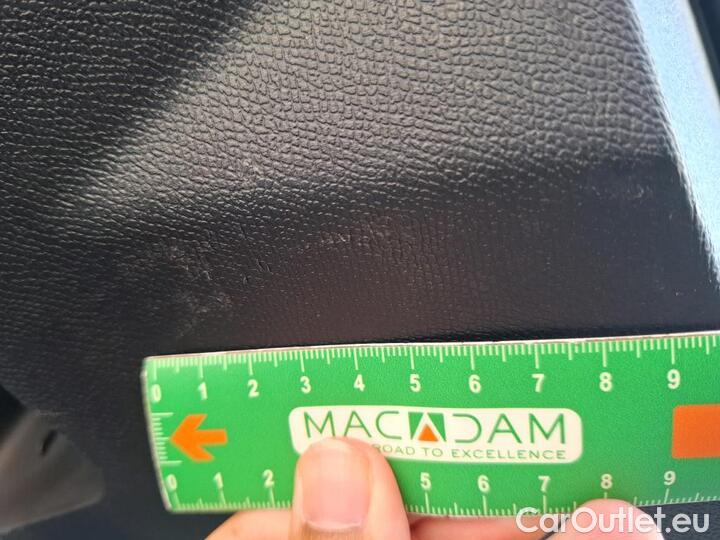 0 1 2 3 4 5 6 7 8 9
MACADAM
ROAD TO EXCELLENCE
0 1 2 5 6 7 8 9
CarOutlet.eu